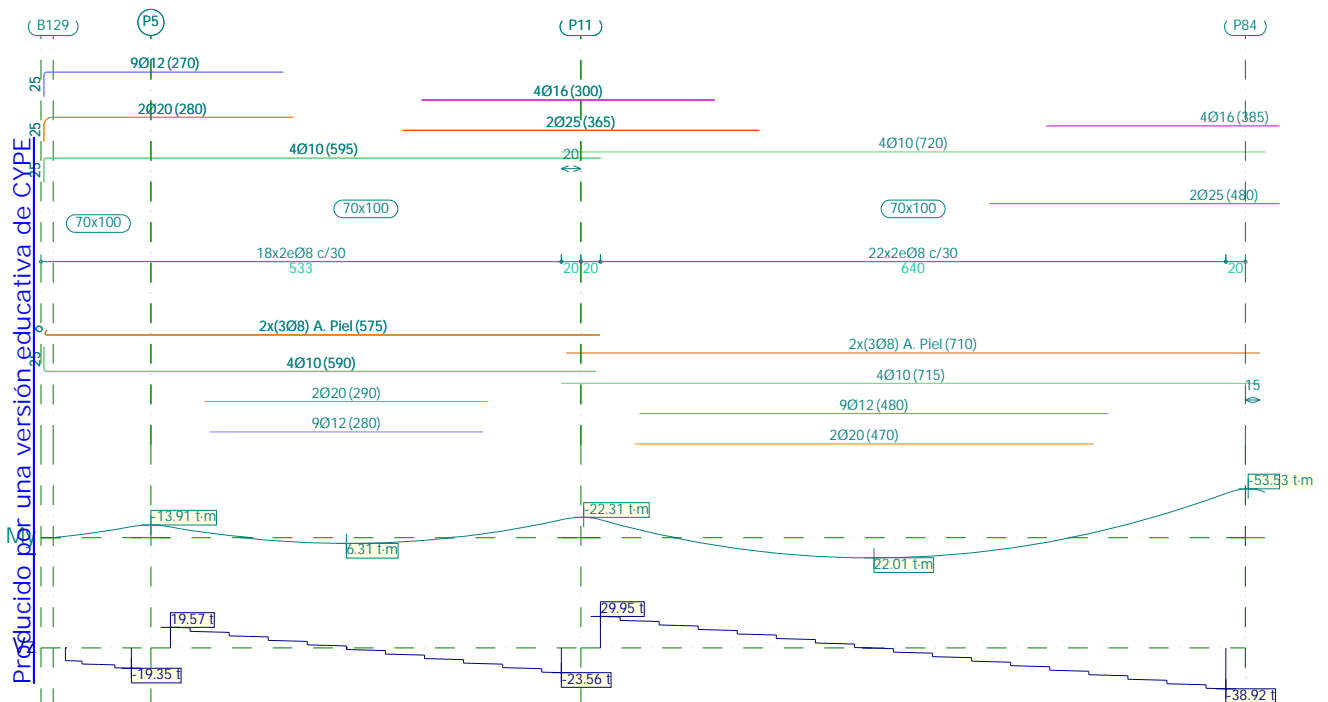 B129
P5
P11
P84
9Ø12 (270)
25
4Ø16 (300)
2Ø20 (280)
25
2Ø25 (365)
4Ø16 (385)
4Ø10 (595)
25
20
4Ø10 (720)
2Ø25 (480)
70x100
70x100
70x100
18x2eØ8 c/30
22x2eØ8 c/30
533
20
20
640
20
2x(3Ø8) A. Piel (575)
6
2x(3Ø8) A. Piel (710)
25
4Ø10 (590)
4Ø10 (715)
15
2Ø20 (290)
9Ø12 (480)
9Ø12 (280)
2Ø20 (470)
-53.53 t·m
-13.91 t·m
-22.31 t·m
My
6.31 t·m
22.01 t·m
19.57 t
29.95 t
Vz
-19.35 t
-23.56 t
-38.92 t
Producido por una versión educativa de CYPE